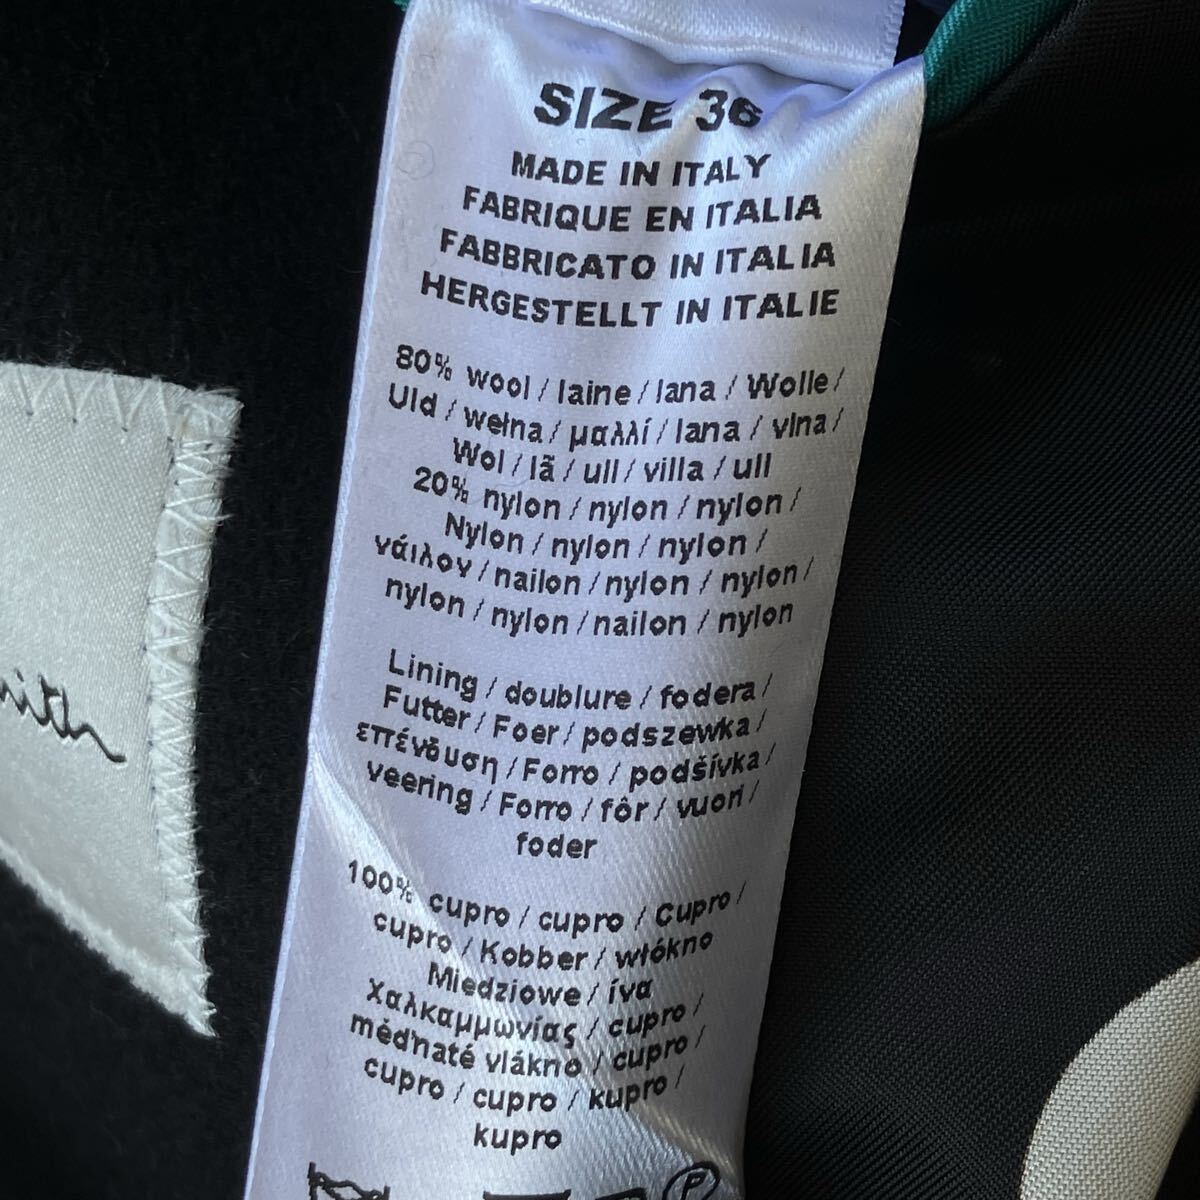 SIZE 36
MADE IN ITALY
FABRIQUE EN ITALIA
FABBRICATO IN ITALIA
HERGESTELLT IN ITALIE
80% wool / laine / lana / Wolle /
Uld / wełna / μαλλί / lana / vlna /
Wol / lã / ull / villa / ull
20% nylon / nylon / nylon /
Nylon / nylon / nylon /
νάιλον / nailon / nylon / nylon /
nylon / nylon / nailon / nylon
Lining / doublure / fodera /
Futter / Foer / podszewka /
επένδυση / Forro / podšívka /
veering / Forro / fôr / vuori /
foder
100% cupro / cupro / Cupro /
cupro / Kobber / włókno
Miedziowe / ίνα
χαλκαμμωνίας / cupro /
mědnaté vlákno / cupro /
cupro / cupro / kupro /
kupro
P